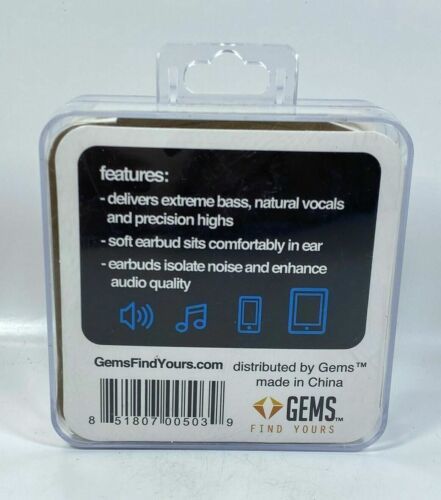 features:
- delivers extreme bass, natural vocals
and precision highs
- soft earbud sits comfortably in ear
- earbuds isolate noise and enhance
audio quality
GemsFindYours.com
distributed by Gems™
made in China
8 51807 00503 9
GEMS™
FIND YOURS